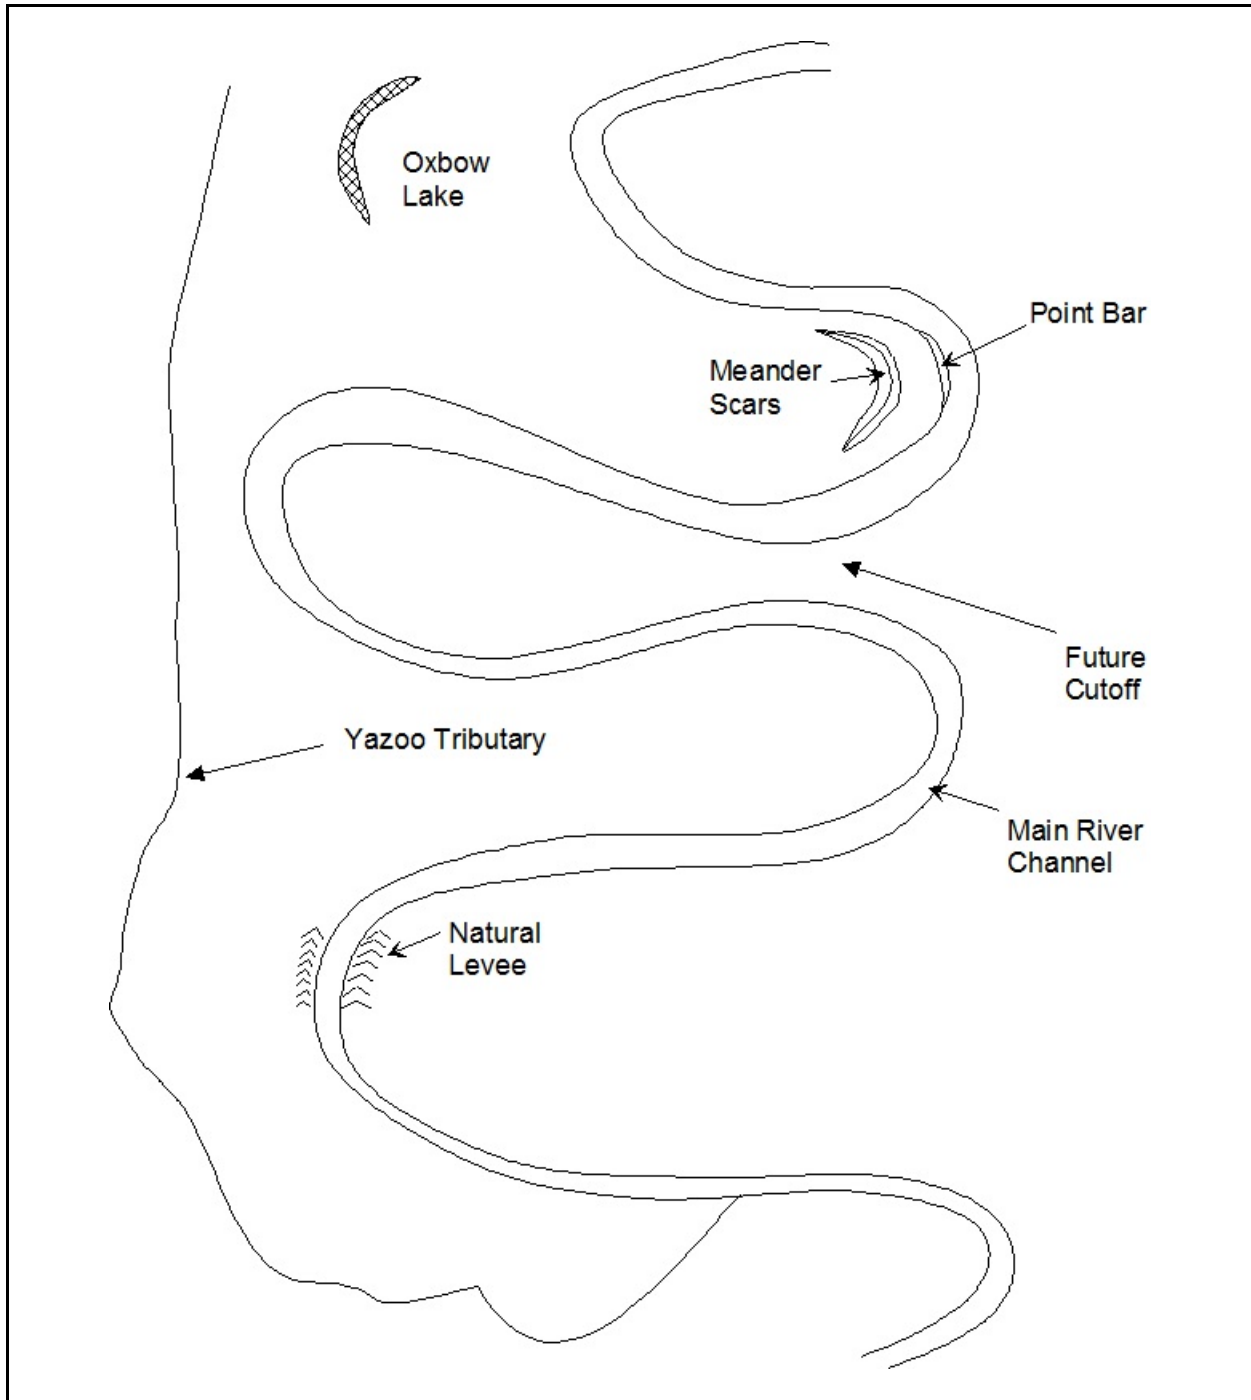 Oxbow
Lake
Point Bar
Meander
Scars
Future
Cutoff
Yazoo Tributary
Main River
Channel
Natural
Levee